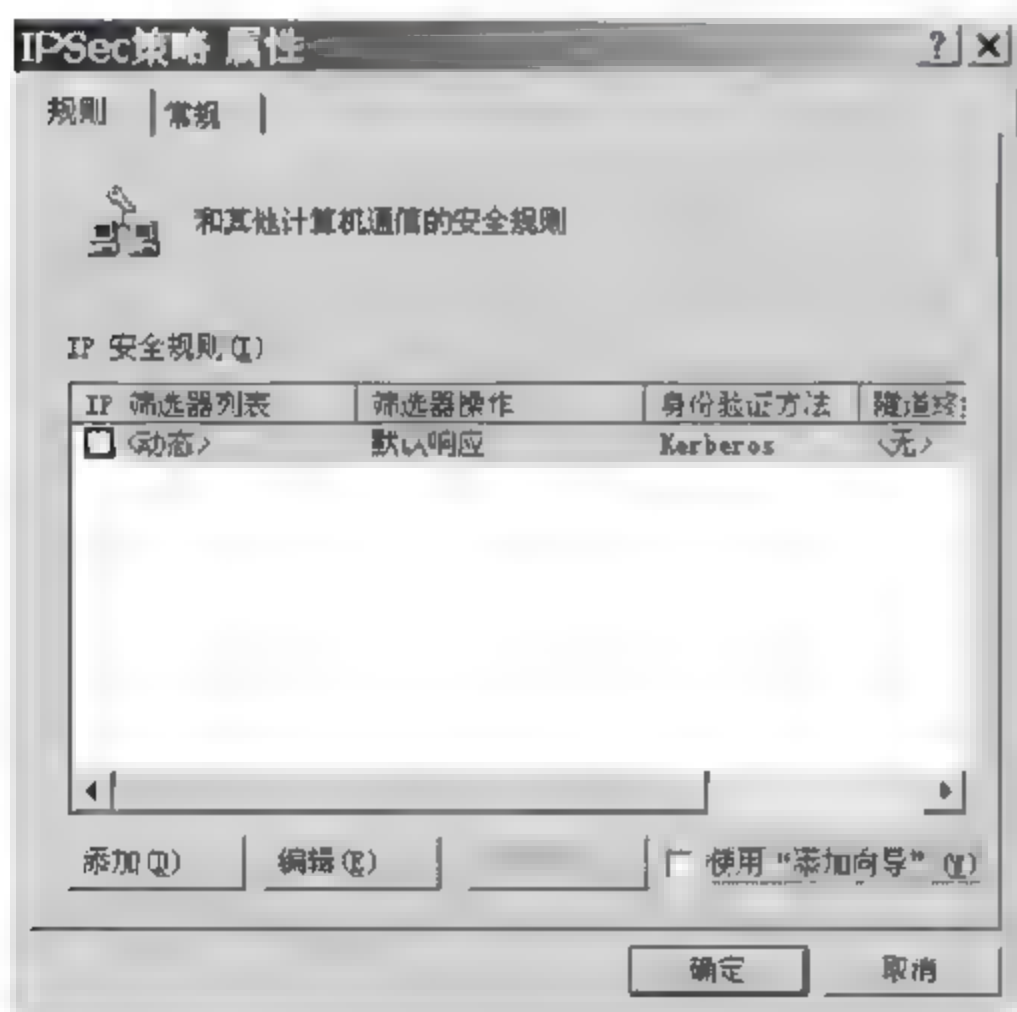 IPSec策略 属性
规则 常规
和其他计算机通信的安全规则
IP 安全规则(I)
IP 筛选器列表 筛选器操作 身份验证方法 隧道终
<动态> 默认响应 Kerberos <无>
添加(D) 编辑(E) 使用“添加向导”(W)
确定 取消